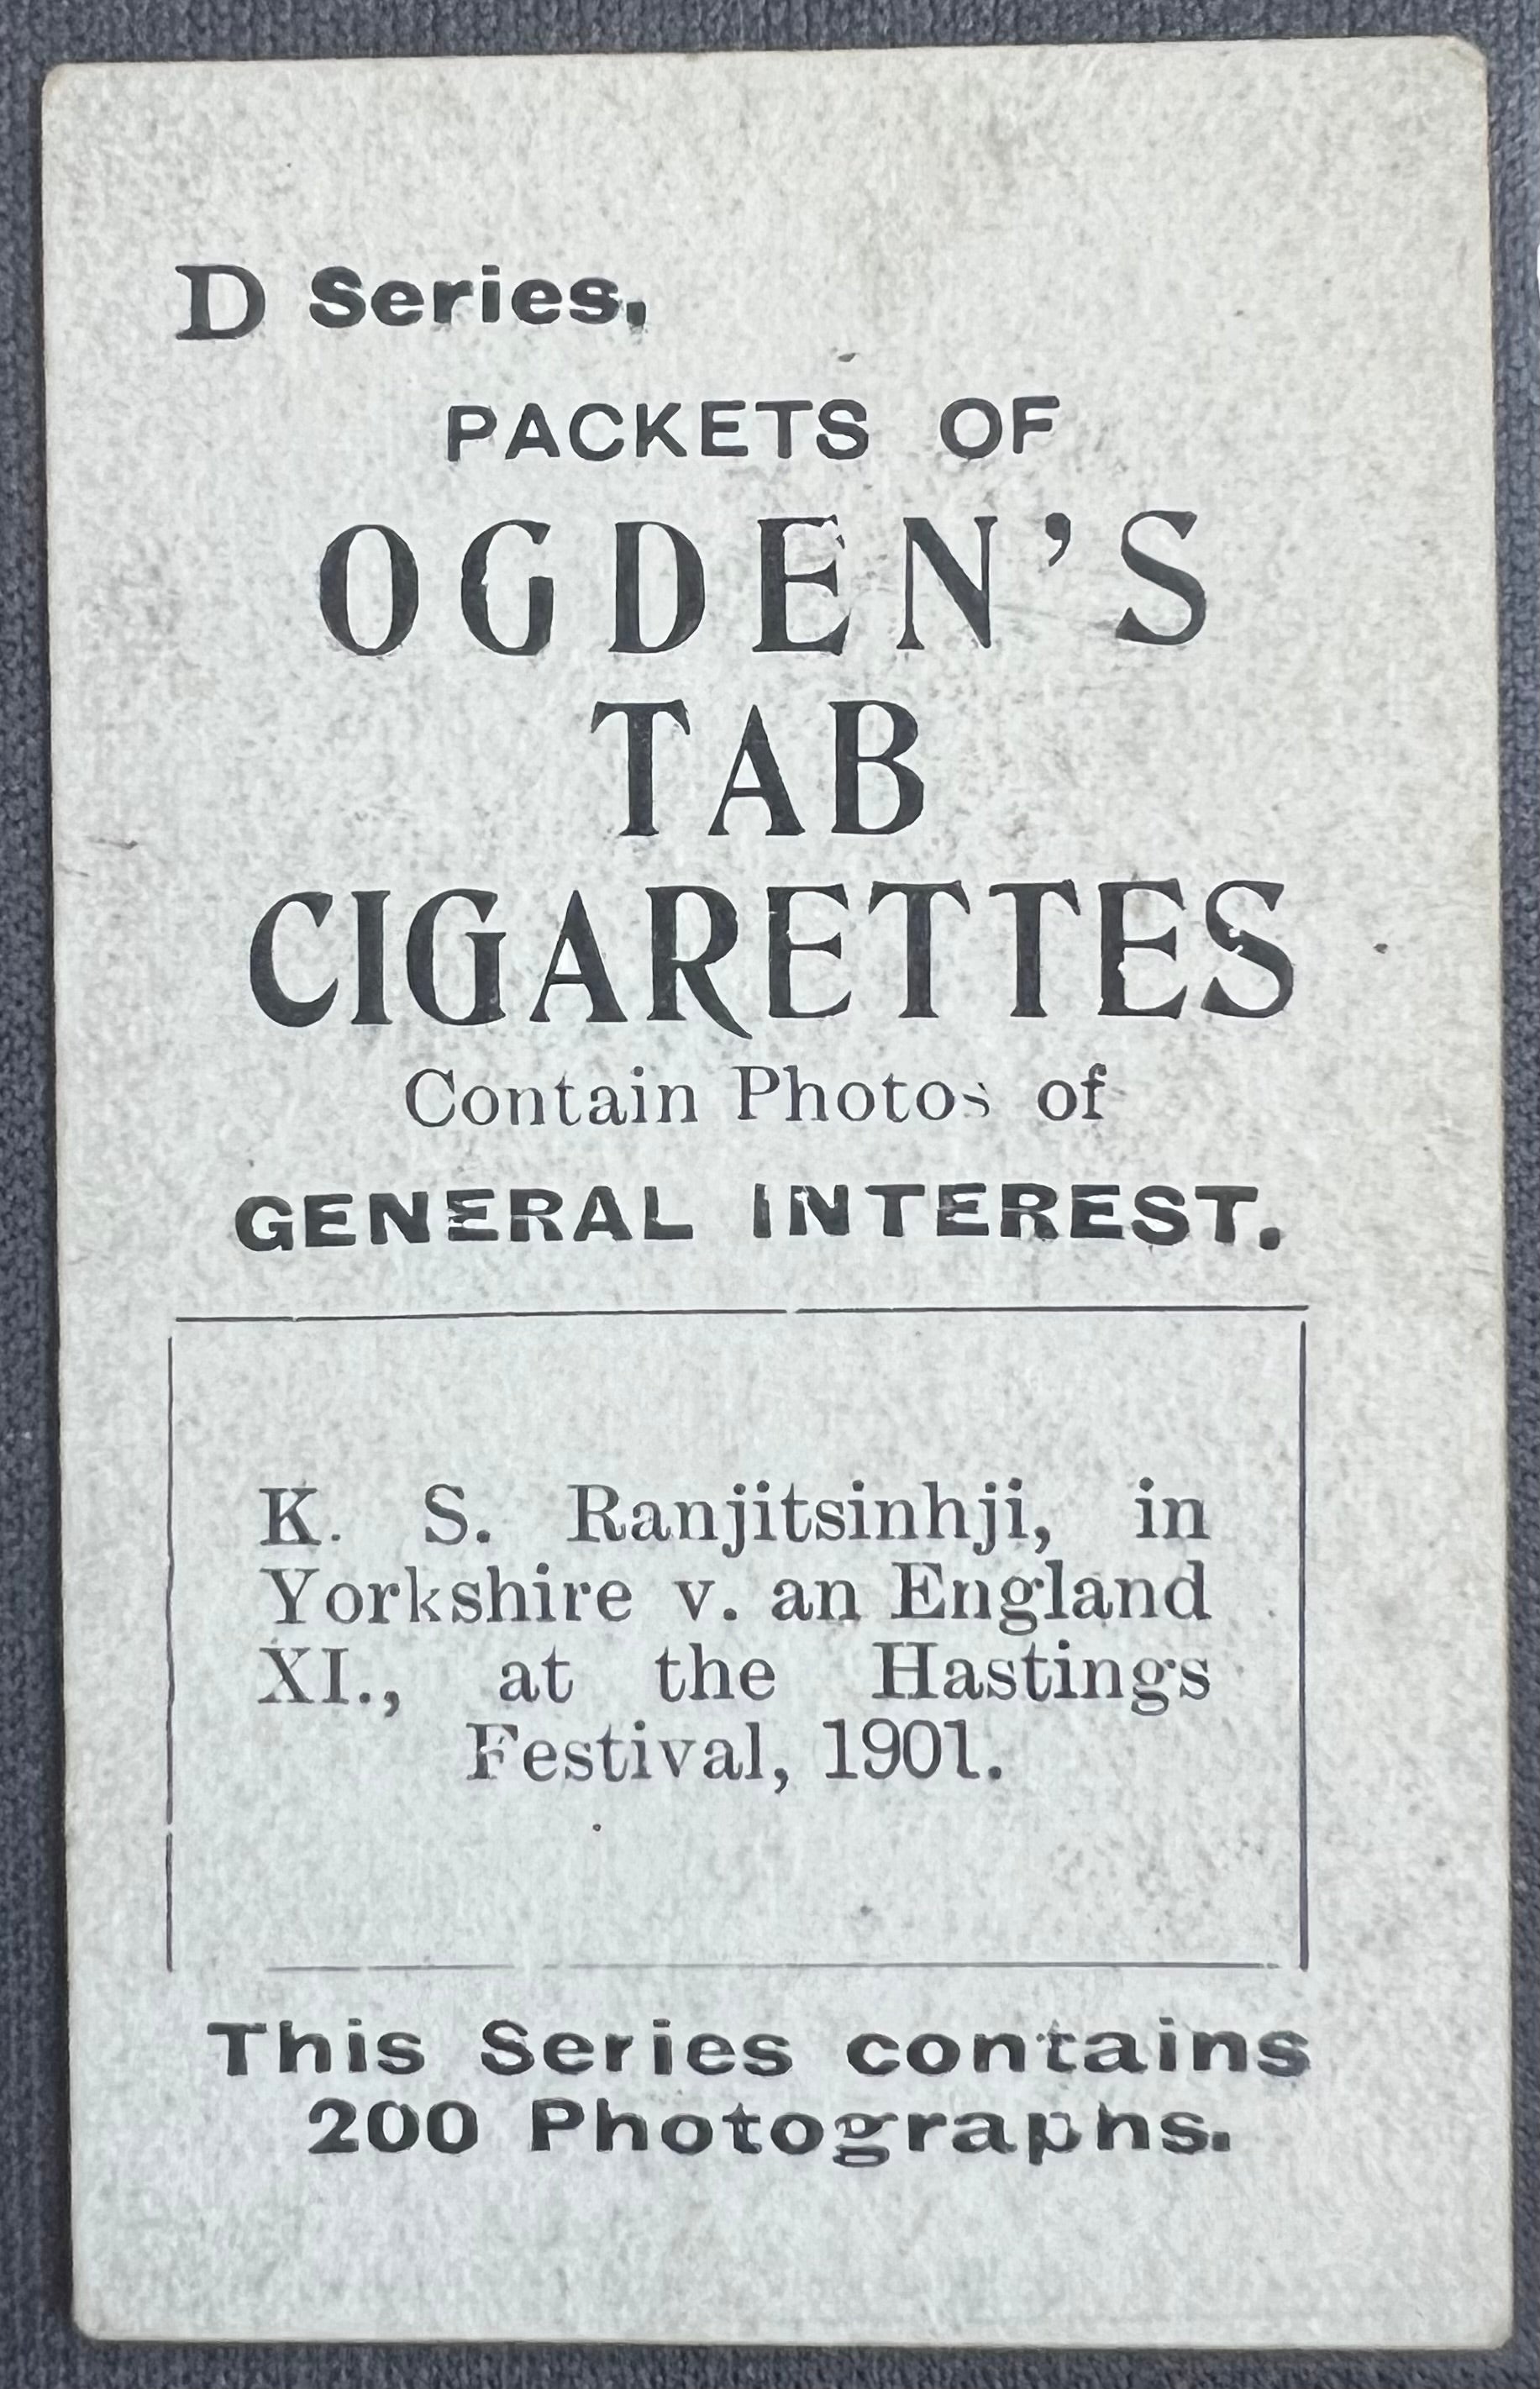 D Series,
PACKETS OF
OGDEN'S
TAB
CIGARETTES
Contain Photos of
GENERAL INTEREST.
K. S. Ranjitsinhji, in
Yorkshire v. an England
XI., at the Hastings
Festival, 1901.
This Series contains
200 Photographs.